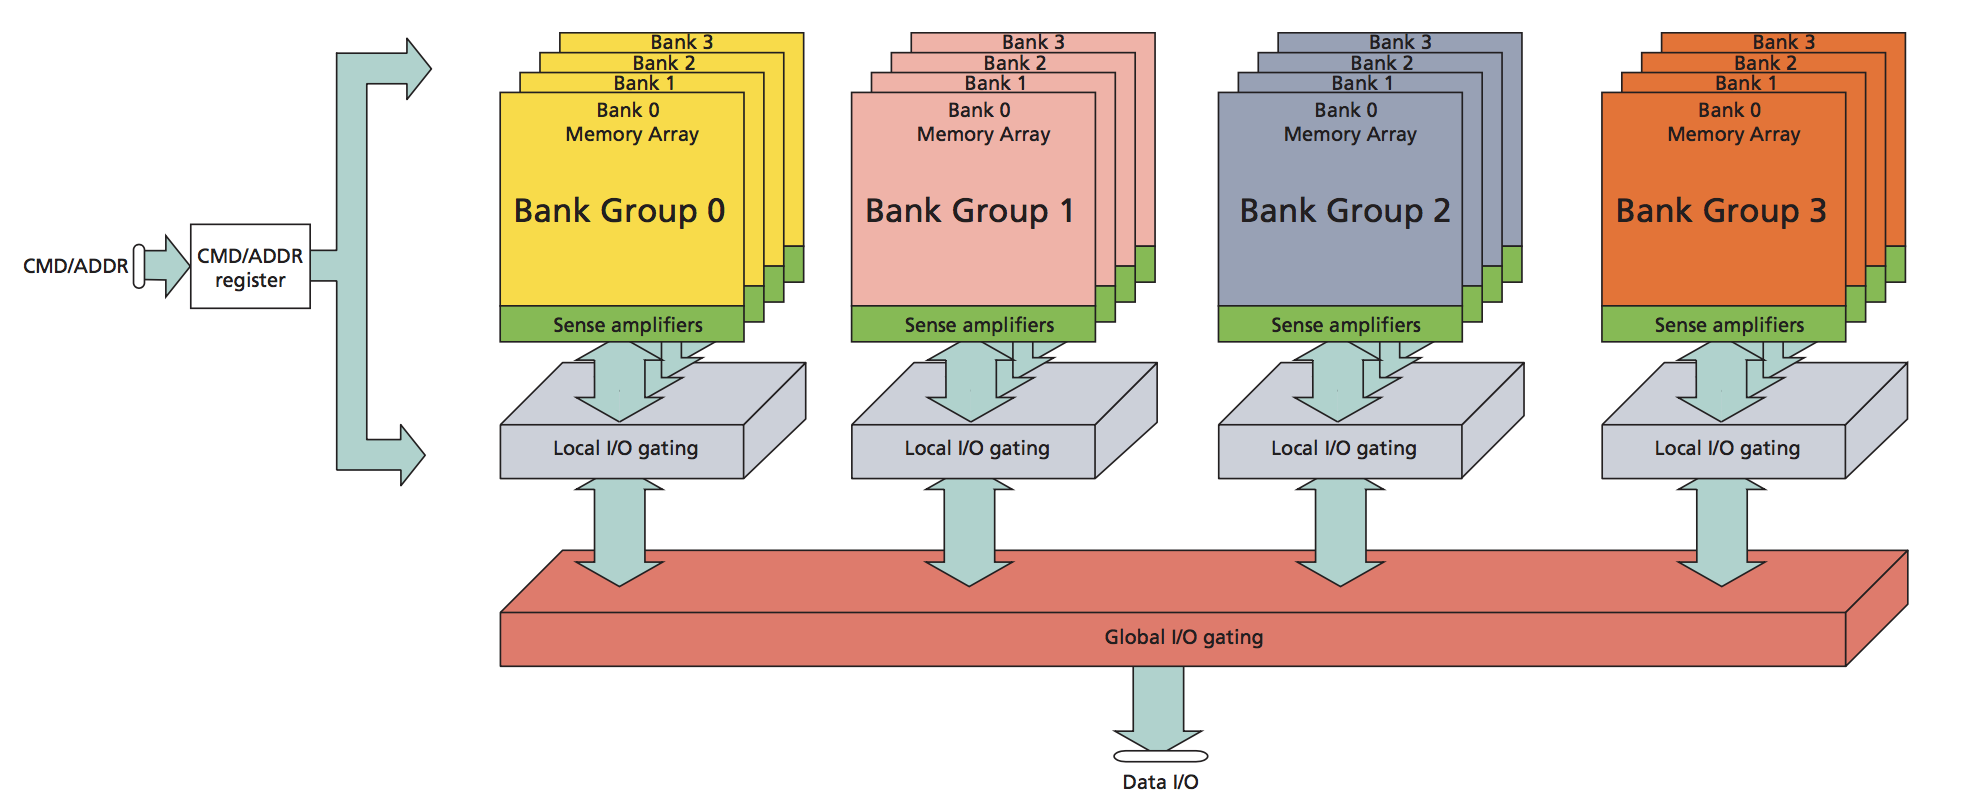 CMD/ADDR
CMD/ADDR
register
Bank 3
Bank 2
Bank 1
Bank 0
Memory Array
Bank Group 0
Sense amplifiers
Local I/O gating
Bank 3
Bank 2
Bank 1
Bank 0
Memory Array
Bank Group 1
Sense amplifiers
Local I/O gating
Bank 3
Bank 2
Bank 1
Bank 0
Memory Array
Bank Group 2
Sense amplifiers
Local I/O gating
Bank 3
Bank 2
Bank 1
Bank 0
Memory Array
Bank Group 3
Sense amplifiers
Local I/O gating
Global I/O gating
Data I/O